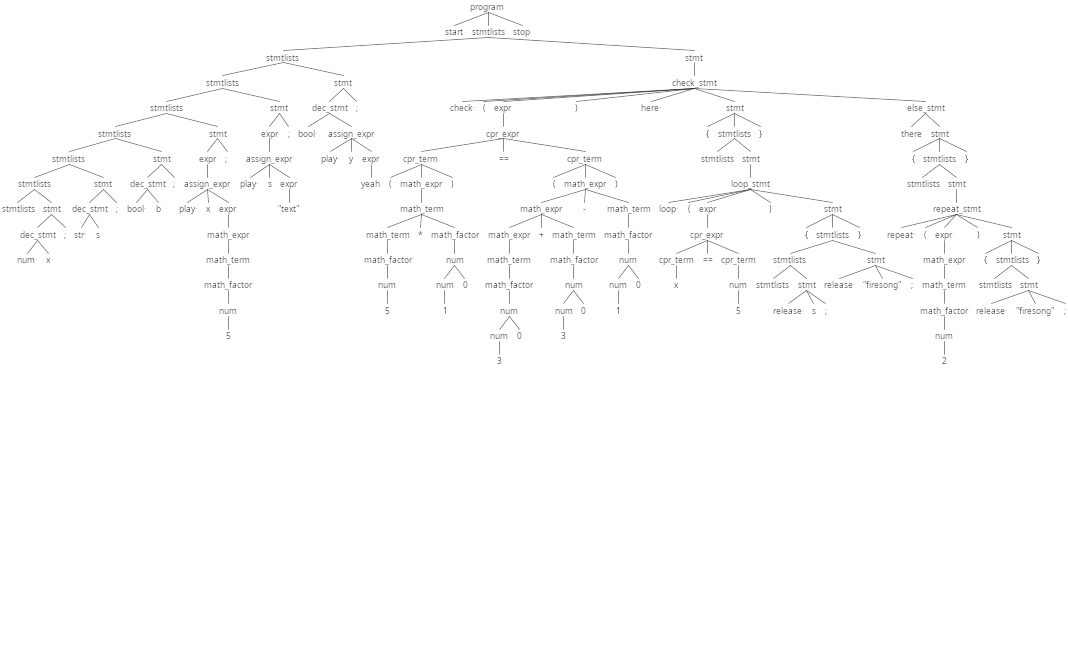 program
start stmtlists stop
stmtlists stmt
stmtlists stmt check_stmt
stmtlists stmt dec_stmt ; check ( expr ) here stmt else_stmt
stmtlists stmt expr ; bool assign_expr cpr_expr { stmtlists } there stmt
stmtlists stmt expr ; assign_expr play y expr cpr_term == cpr_term stmtlists stmt { stmtlists }
stmtlists stmt dec_stmt ; assign_expr play s expr yeah ( math_expr ) ( math_expr ) loop_stmt stmtlists stmt
stmtlists stmt dec_stmt ; bool b play x expr "text" math_term math_expr - math_term loop ( expr ) stmt repeat_stmt
dec_stmt ; str s math_expr math_term * math_factor math_expr + math_term math_factor cpr_expr { stmtlists } repeat ( expr ) stmt
num x math_term math_factor num math_term math_factor num cpr_term == cpr_term stmtlists stmt math_expr { stmtlists }
math_factor num num 0 math_factor num num 0 x num stmtlists stmt release "firesong" ; math_term stmtlists stmt
num 5 1 num num 0 1 5 release s ; math_factor release "firesong" ;
5 num 0 3 num
3 2